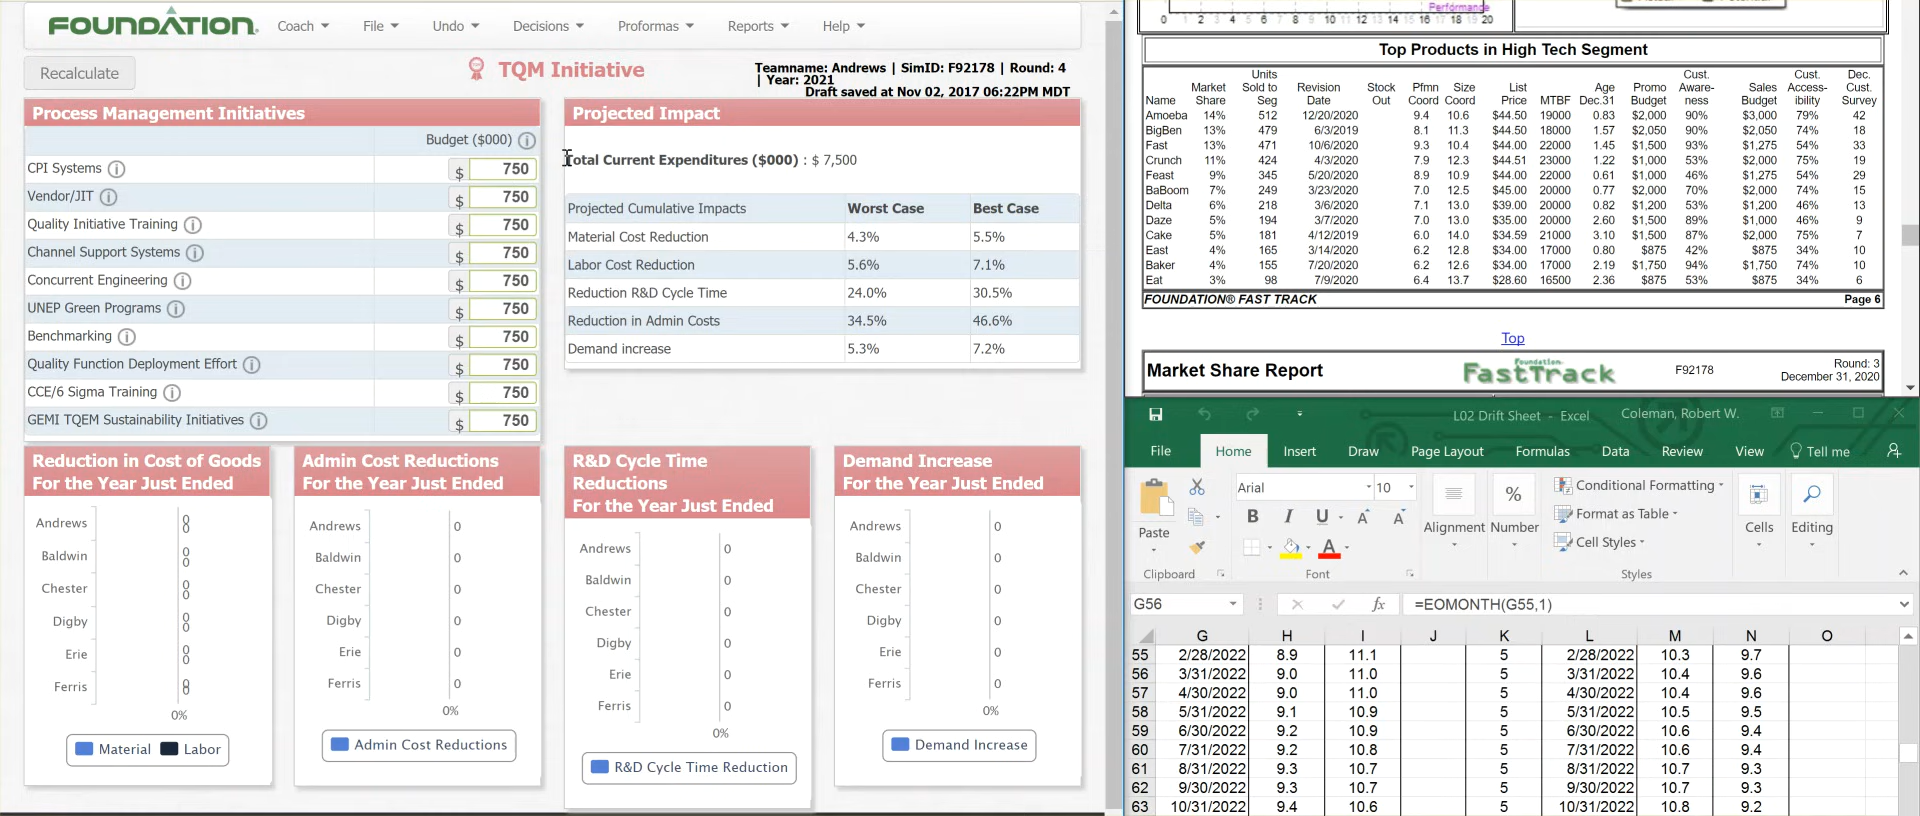 FOUNDATION.
Coach
File
Undo
Decisions
Proformas
Reports
Help
Recalculate
TQM Initiative
Teamname: Andrews | SimID: F92178 | Round: 4
| Year: 2021
Draft saved at Nov 02, 2017 06:22PM MDT
Process Management Initiatives
Budget ($000)
CPI Systems $ 750
Vendor/JIT $ 750
Quality Initiative Training $ 750
Channel Support Systems $ 750
Concurrent Engineering $ 750
UNEP Green Programs $ 750
Benchmarking $ 750
Quality Function Deployment Effort $ 750
CCE/6 Sigma Training $ 750
GEMI TQEM Sustainability Initiatives $ 750
Projected Impact
Total Current Expenditures ($000) : $ 7,500
Projected Cumulative Impacts Worst Case Best Case
Material Cost Reduction 4.3% 5.5%
Labor Cost Reduction 5.6% 7.1%
Reduction R&D Cycle Time 24.0% 30.5%
Reduction in Admin Costs 34.5% 46.6%
Demand increase 5.3% 7.2%
Reduction in Cost of Goods
For the Year Just Ended
Andrews 0 0
Baldwin 0 0
Chester 0 0
Digby 0 0
Erie 0 0
Ferris 0 0
0%
Material Labor
Admin Cost Reductions
For the Year Just Ended
Andrews 0
Baldwin 0
Chester 0
Digby 0
Erie 0
Ferris 0
0%
Admin Cost Reductions
R&D Cycle Time
Reductions
For the Year Just Ended
Andrews 0
Baldwin 0
Chester 0
Digby 0
Erie 0
Ferris 0
0%
R&D Cycle Time Reduction
Demand Increase
For the Year Just Ended
Andrews 0
Baldwin 0
Chester 0
Digby 0
Erie 0
Ferris 0
0%
Demand Increase
Performance
0 1 2 3 4 5 6 7 8 9 10 11 12 13 14 15 16 17 18 19 20
Top Products in High Tech Segment
Name Market Share Units Sold to Seg Revision Date Stock Out Pfmn Coord Size Coord List Price MTBF Age Dec.31 Promo Budget Cust. Aware-ness Sales Budget Cust. Access-ibility Dec. Cust. Survey
Amoeba 14% 512 12/20/2020 9.4 10.6 $44.50 19000 0.83 $2,000 90% $3,000 79% 42
BigBen 13% 479 6/3/2019 8.1 11.3 $44.50 18000 1.57 $2,050 90% $2,050 74% 18
Fast 13% 471 10/6/2020 9.3 10.4 $44.00 22000 1.45 $1,500 93% $1,275 54% 33
Crunch 11% 424 4/3/2020 7.9 12.3 $44.51 23000 1.22 $1,000 53% $2,000 75% 19
Feast 9% 345 5/20/2020 8.9 10.9 $44.00 22000 0.61 $1,000 46% $1,275 54% 29
BaBoom 7% 249 3/23/2020 7.0 12.5 $45.00 20000 0.77 $2,000 70% $2,000 74% 15
Delta 6% 218 3/6/2020 7.1 13.0 $39.00 20000 0.82 $1,200 53% $1,200 46% 13
Daze 5% 194 3/7/2020 7.0 13.0 $35.00 20000 2.60 $1,500 89% $1,000 46% 9
Cake 5% 181 4/12/2019 6.0 14.0 $34.59 21000 3.10 $1,500 87% $2,000 75% 7
East 4% 165 3/14/2020 6.2 12.8 $34.00 17000 0.80 $875 42% $875 34% 10
Baker 4% 155 7/20/2020 6.2 12.6 $34.00 17000 2.19 $1,750 94% $1,750 74% 10
Eat 3% 98 7/9/2020 6.4 13.7 $28.60 16500 2.36 $875 53% $875 34% 6
FOUNDATION® FAST TRACK Page 6
Top
Market Share Report
Foundation
FastTrack
F92178
Round: 3
December 31, 2020
L02 Drift Sheet - Excel
Coleman, Robert W.
File Home Insert Draw Page Layout Formulas Data Review View Tell me
Paste
Clipboard
Arial 10
B I U A A
A
Font
Alignment
%
Number
Conditional Formatting
Format as Table
Cell Styles
Styles
Cells
Editing
G56 fx =EOMONTH(G55,1)
G H I J K L M N O
55 2/28/2022 8.9 11.1 5 2/28/2022 10.3 9.7
56 3/31/2022 9.0 11.0 5 3/31/2022 10.4 9.6
57 4/30/2022 9.0 11.0 5 4/30/2022 10.4 9.6
58 5/31/2022 9.1 10.9 5 5/31/2022 10.5 9.5
59 6/30/2022 9.2 10.9 5 6/30/2022 10.6 9.4
60 7/31/2022 9.2 10.8 5 7/31/2022 10.6 9.4
61 8/31/2022 9.3 10.7 5 8/31/2022 10.7 9.3
62 9/30/2022 9.3 10.7 5 9/30/2022 10.7 9.3
63 10/31/2022 9.4 10.6 5 10/31/2022 10.8 9.2